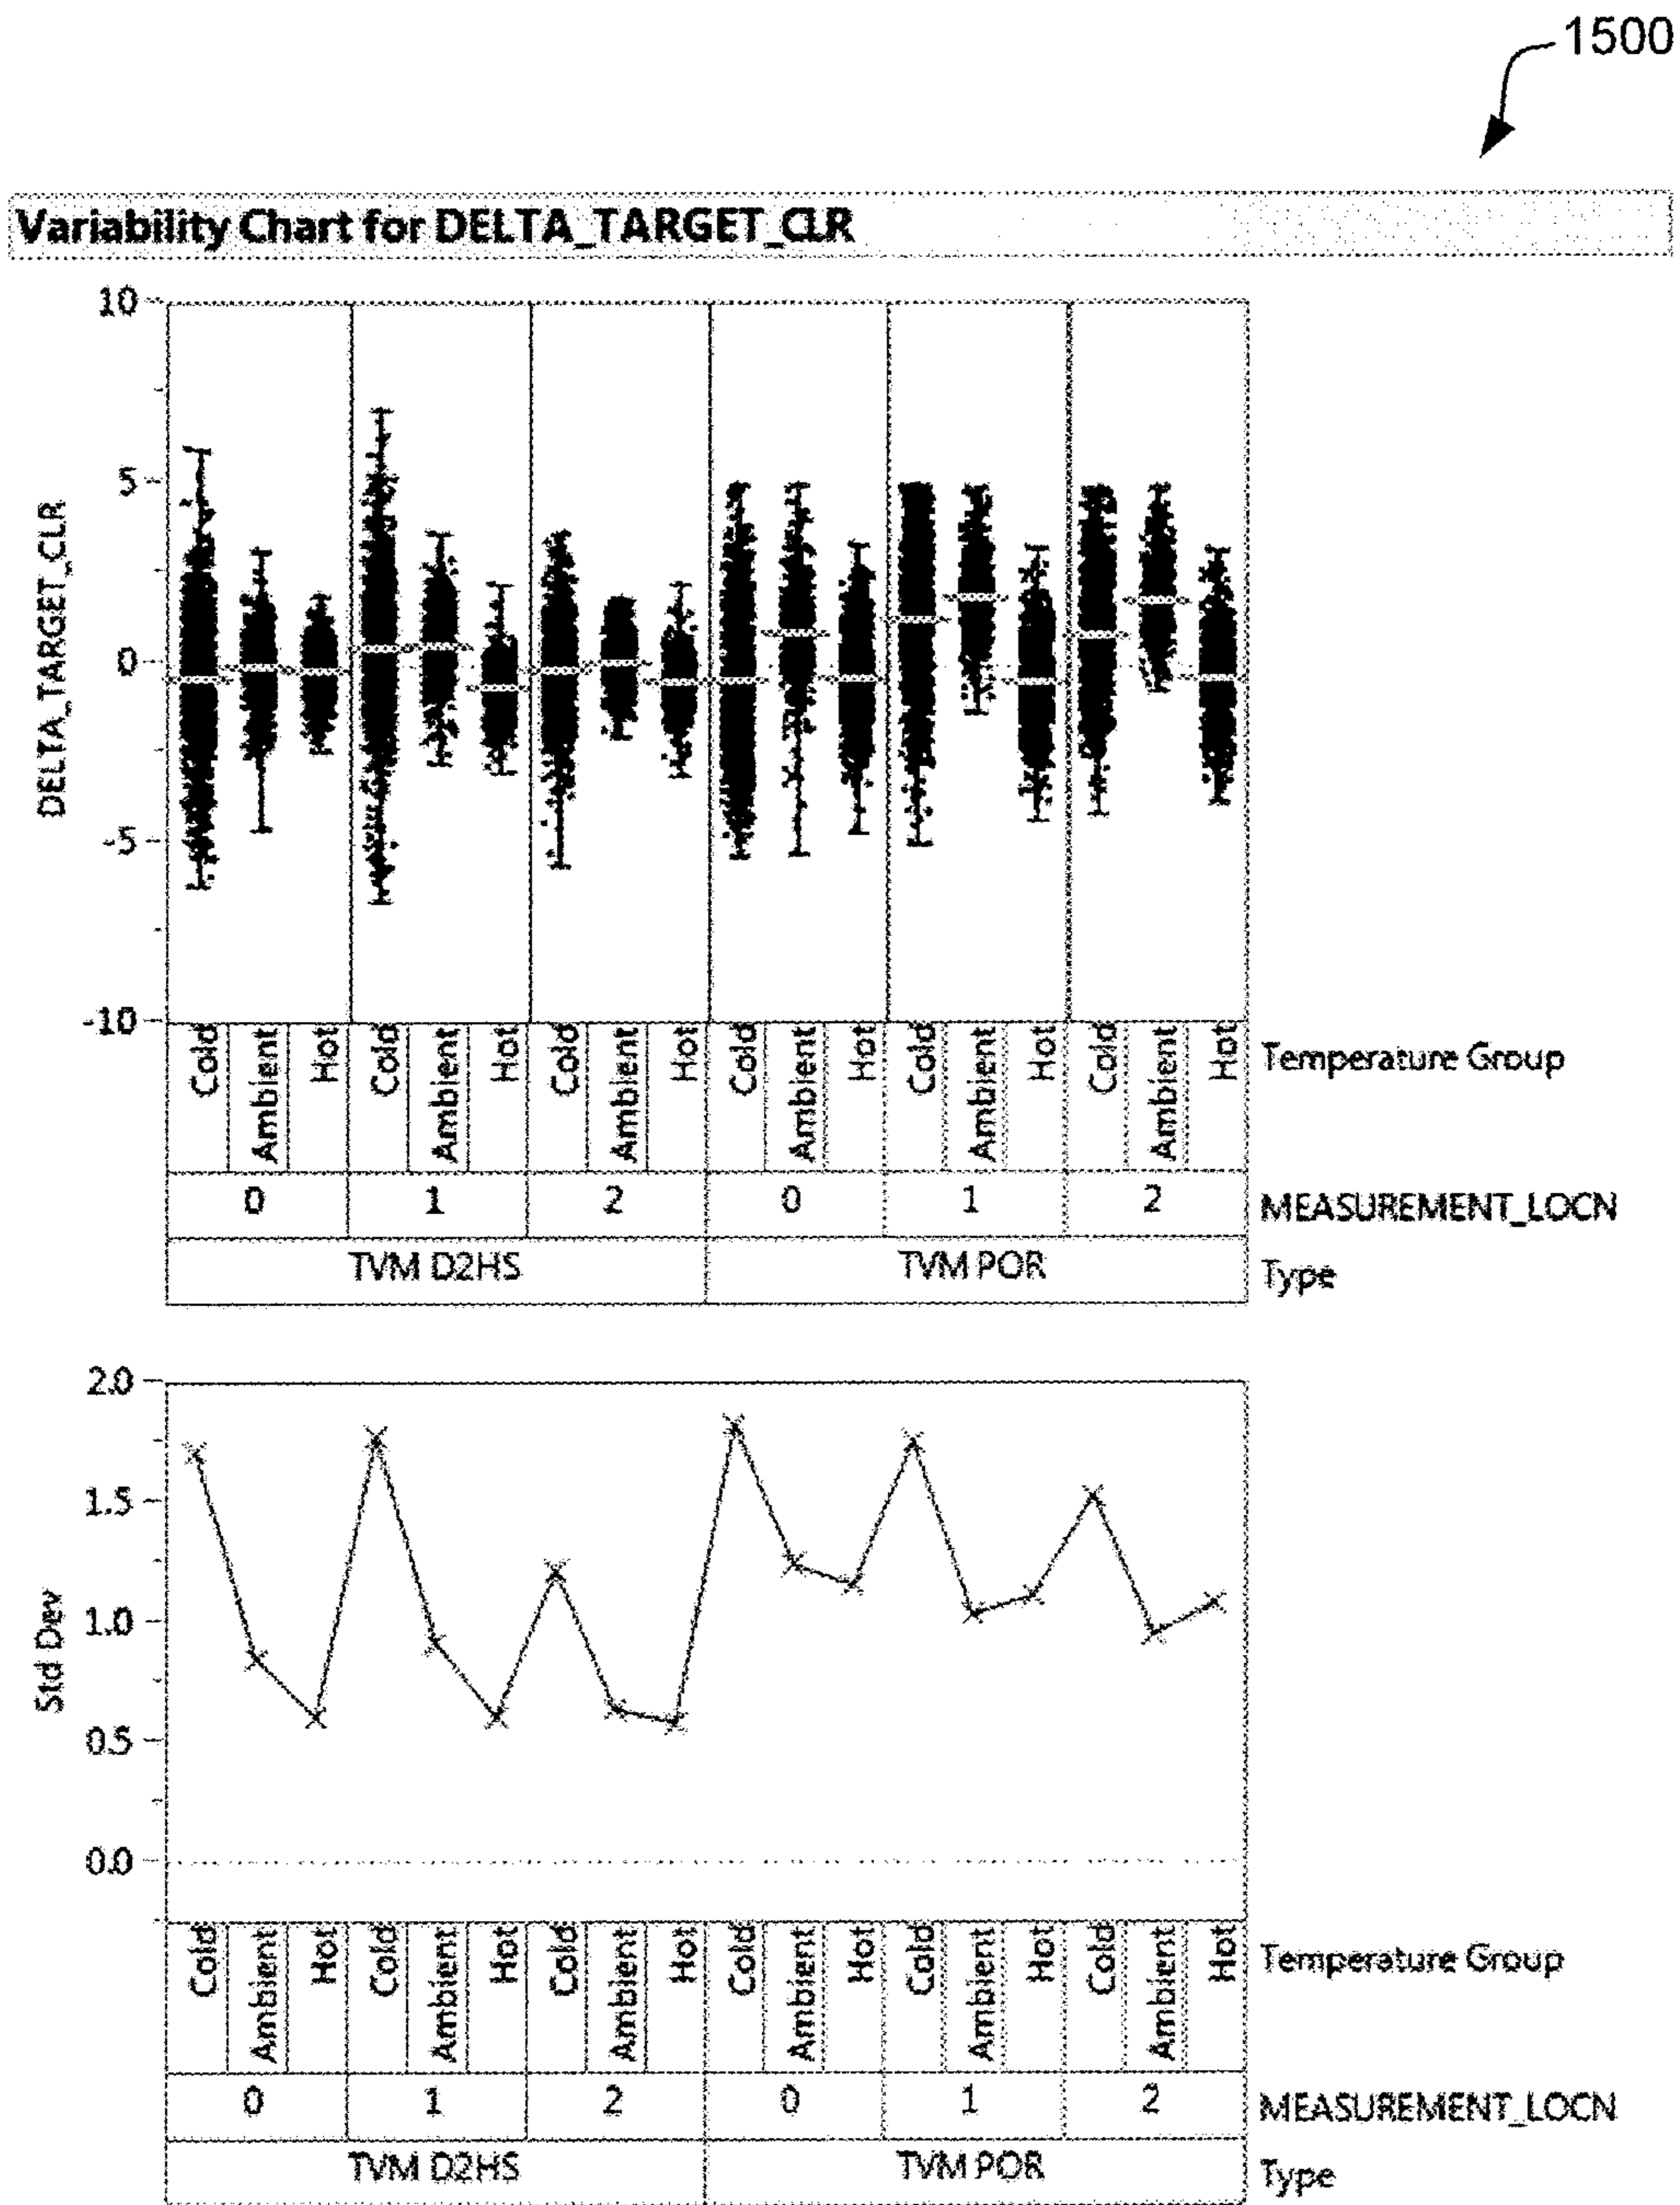 1500
Variability Chart for DELTA_TARGET_CLR
DELTA_TARGET_CLR
10
5
0
-5
-10
Cold Ambient Hot Cold Ambient Hot Cold Ambient Hot Cold Ambient Hot Cold Ambient Hot Cold Ambient Hot Temperature Group
0 1 2 0 1 2 MEASUREMENT_LOCN
TVM D2HS TVM POR Type
Std Dev
2.0
1.5
1.0
0.5
0.0
Cold Ambient Hot Cold Ambient Hot Cold Ambient Hot Cold Ambient Hot Cold Ambient Hot Cold Ambient Hot Temperature Group
0 1 2 0 1 2 MEASUREMENT_LOCN
TVM D2HS TVM POR Type